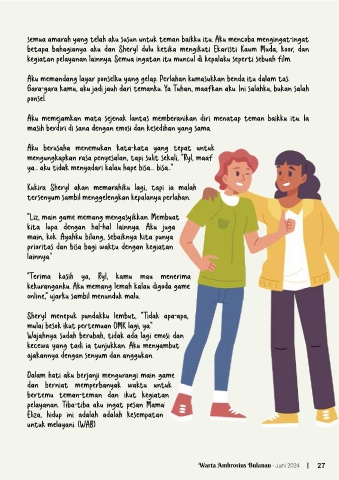 semua amarah yang telah aku susun untuk teman baikku itu. Aku mencoba mengingat-ingat
betapa bahagianya aku dan Sheryl dulu ketika mengikuti Ekaristi Kaum Muda, koor, dan
kegiatan pelayanan lainnya. Semua ingatan itu muncul di kepalaku seperti sebuah film.
Aku memandang layar ponselku yang gelap. Perlahan kumasukkan benda itu dalam tas.
Gara-gara kamu, aku jadi jauh dari temanku. Ya Tuhan, maafkan aku. Ini salahku, bukan salah
ponsel.
Aku memejamkan mata sejenak lantas memberanikan diri menatap teman baikku itu. Ia
masih berdiri di sana dengan emosi dan kesedihan yang sama.
Aku berusaha menemukan kata-kata yang tepat untuk
mengungkapkan rasa penyesalan, tapi sulit sekali, "Ryl, maaf
ya... aku tidak menyadari kalau hape bisa... bisa..."
Kukira Sheryl akan memarahiku lagi, tapi ia malah
tersenyum sambil menggelengkan kepalanya perlahan.
"Liz, main game memang mengasyikkan. Membuat
kita lupa dengan hal-hal lainnya. Aku juga
main, kok. Ayahku bilang, sebaiknya kita punya
prioritas dan bisa bagi waktu dengan kegiatan
lainnya."
"Terima kasih ya, Ryl, kamu mau menerima
kekuranganku. Aku memang lemah kalau digoda game
online," ujarku sambil menunduk malu.
Sheryl menepuk pundakku lembut, "Tidak apa-apa,
mulai besok ikut pertemuan OMK lagi, ya."
Wajahnya sudah berubah, tidak ada lagi emosi dan
kecewa yang tadi ia tunjukkan. Aku menyambut
ajakannya dengan senyum dan anggukan.
Dalam hati aku berjanji mengurangi main game
dan berniat memperbanyak waktu untuk
bertemu teman-teman dan ikut kegiatan
pelayanan. Tiba-tiba aku ingat pesan Mama:
Eliza, hidup ini adalah adalah kesempatan
untuk melayani. (WAB)
Warta Ambrosius Bulanan - Juni 2024 | 27